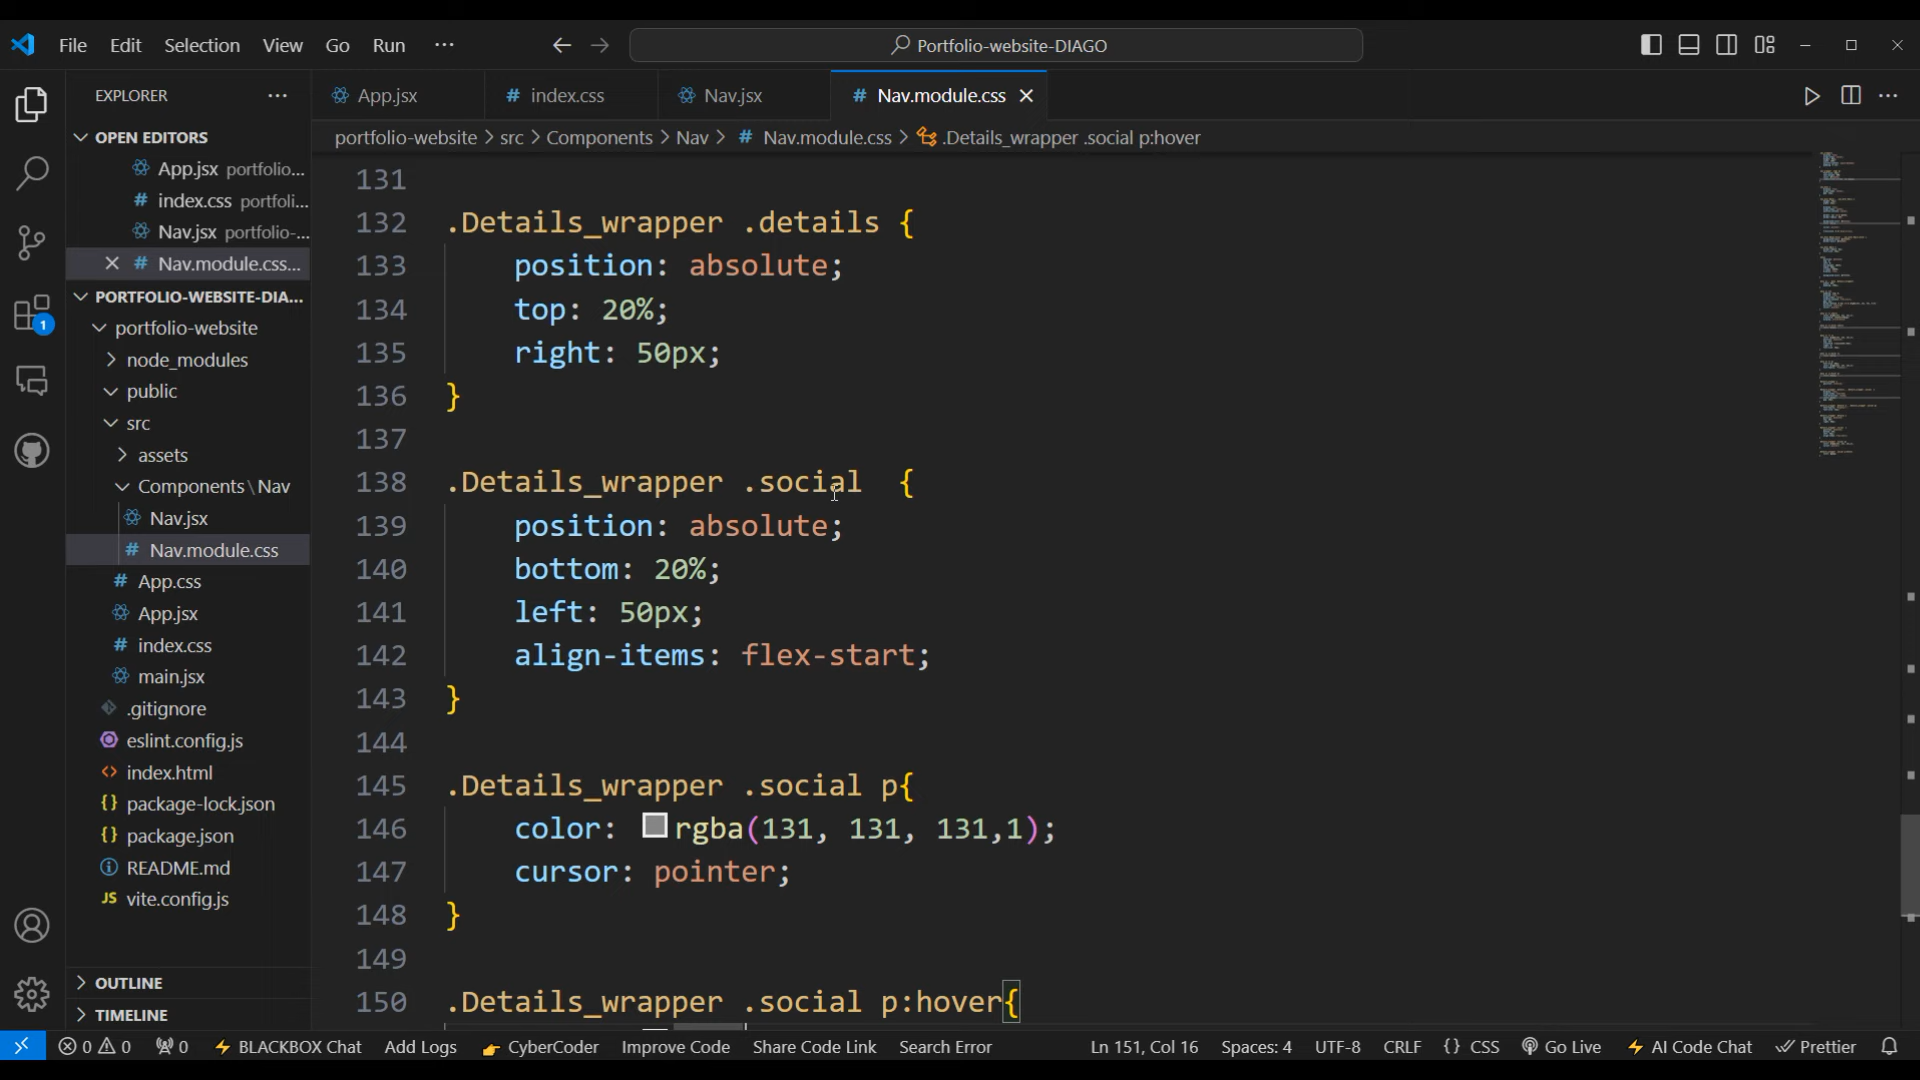 File Edit Selection View Go Run ··· Portfolio-website-DIAGO
EXPLORER ···
OPEN EDITORS
App.jsx portfolio...
index.css portfoli...
Nav.jsx portfolio-...
Nav.module.css...
PORTFOLIO-WEBSITE-DIA...
portfolio-website
node_modules
public
src
assets
Components\Nav
Nav.jsx
Nav.module.css
App.css
App.jsx
index.css
main.jsx
.gitignore
eslint.config.js
index.html
package-lock.json
package.json
README.md
vite.config.js
OUTLINE
TIMELINE
1
App.jsx # index.css Nav.jsx # Nav.module.css
portfolio-website > src > Components > Nav > # Nav.module.css > .Details_wrapper .social p:hover
131
132 .Details_wrapper .details {
133 position: absolute;
134 top: 20%;
135 right: 50px;
136 }
137
138 .Details_wrapper .social  {
139 position: absolute;
140 bottom: 20%;
141 left: 50px;
142 align-items: flex-start;
143 }
144
145 .Details_wrapper .social p{
146 color: rgba(131, 131, 131,1);
147 cursor: pointer;
148 }
149
150 .Details_wrapper .social p:hover{
0 0 0 BLACKBOX Chat Add Logs CyberCoder Improve Code Share Code Link Search Error Ln 151, Col 16 Spaces: 4 UTF-8 CRLF {} CSS Go Live AI Code Chat Prettier